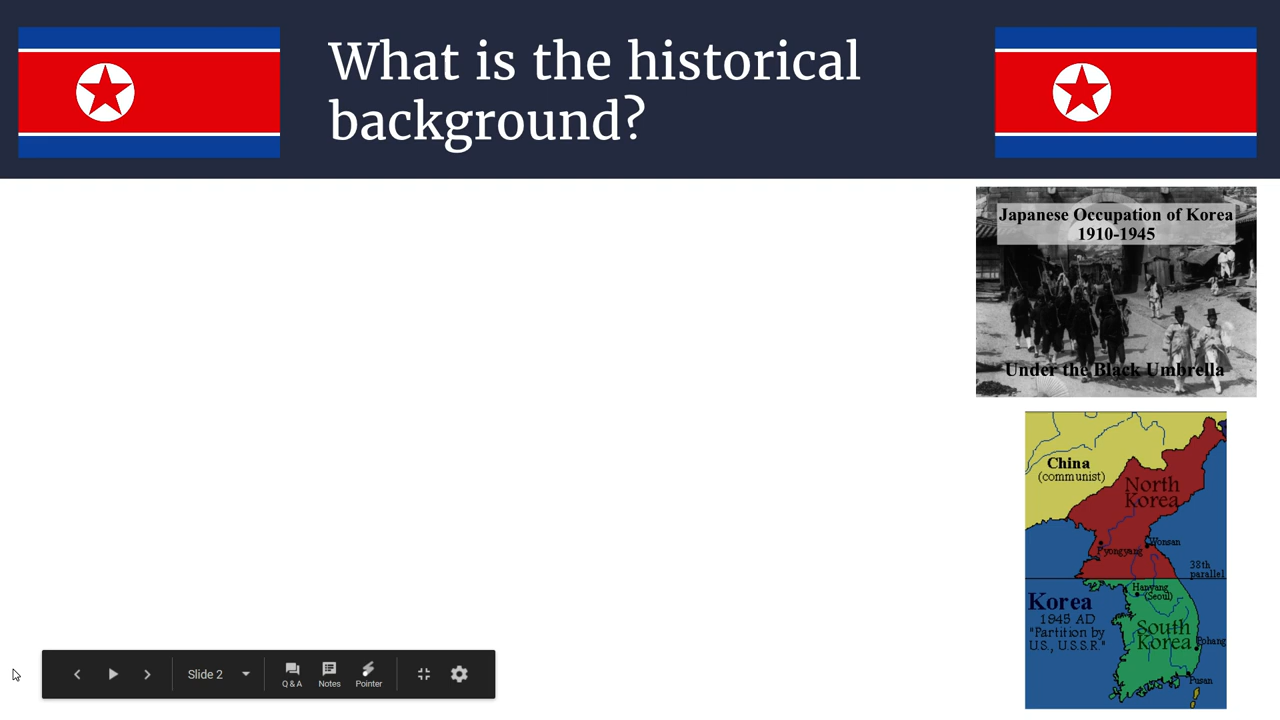 What is the historical
background?
Japanese Occupation of Korea
1910-1945
Under the Black Umbrella
China
(communist)
North
Korea
Pyongyang
Wonsan
38th
parallel
Hanyang
(Seoul)
Korea
1945 AD
"Partition by
U.S., U.S.S.R."
South
Korea
Pohang
Pusan
Slide 2
Q & A
Notes
Pointer